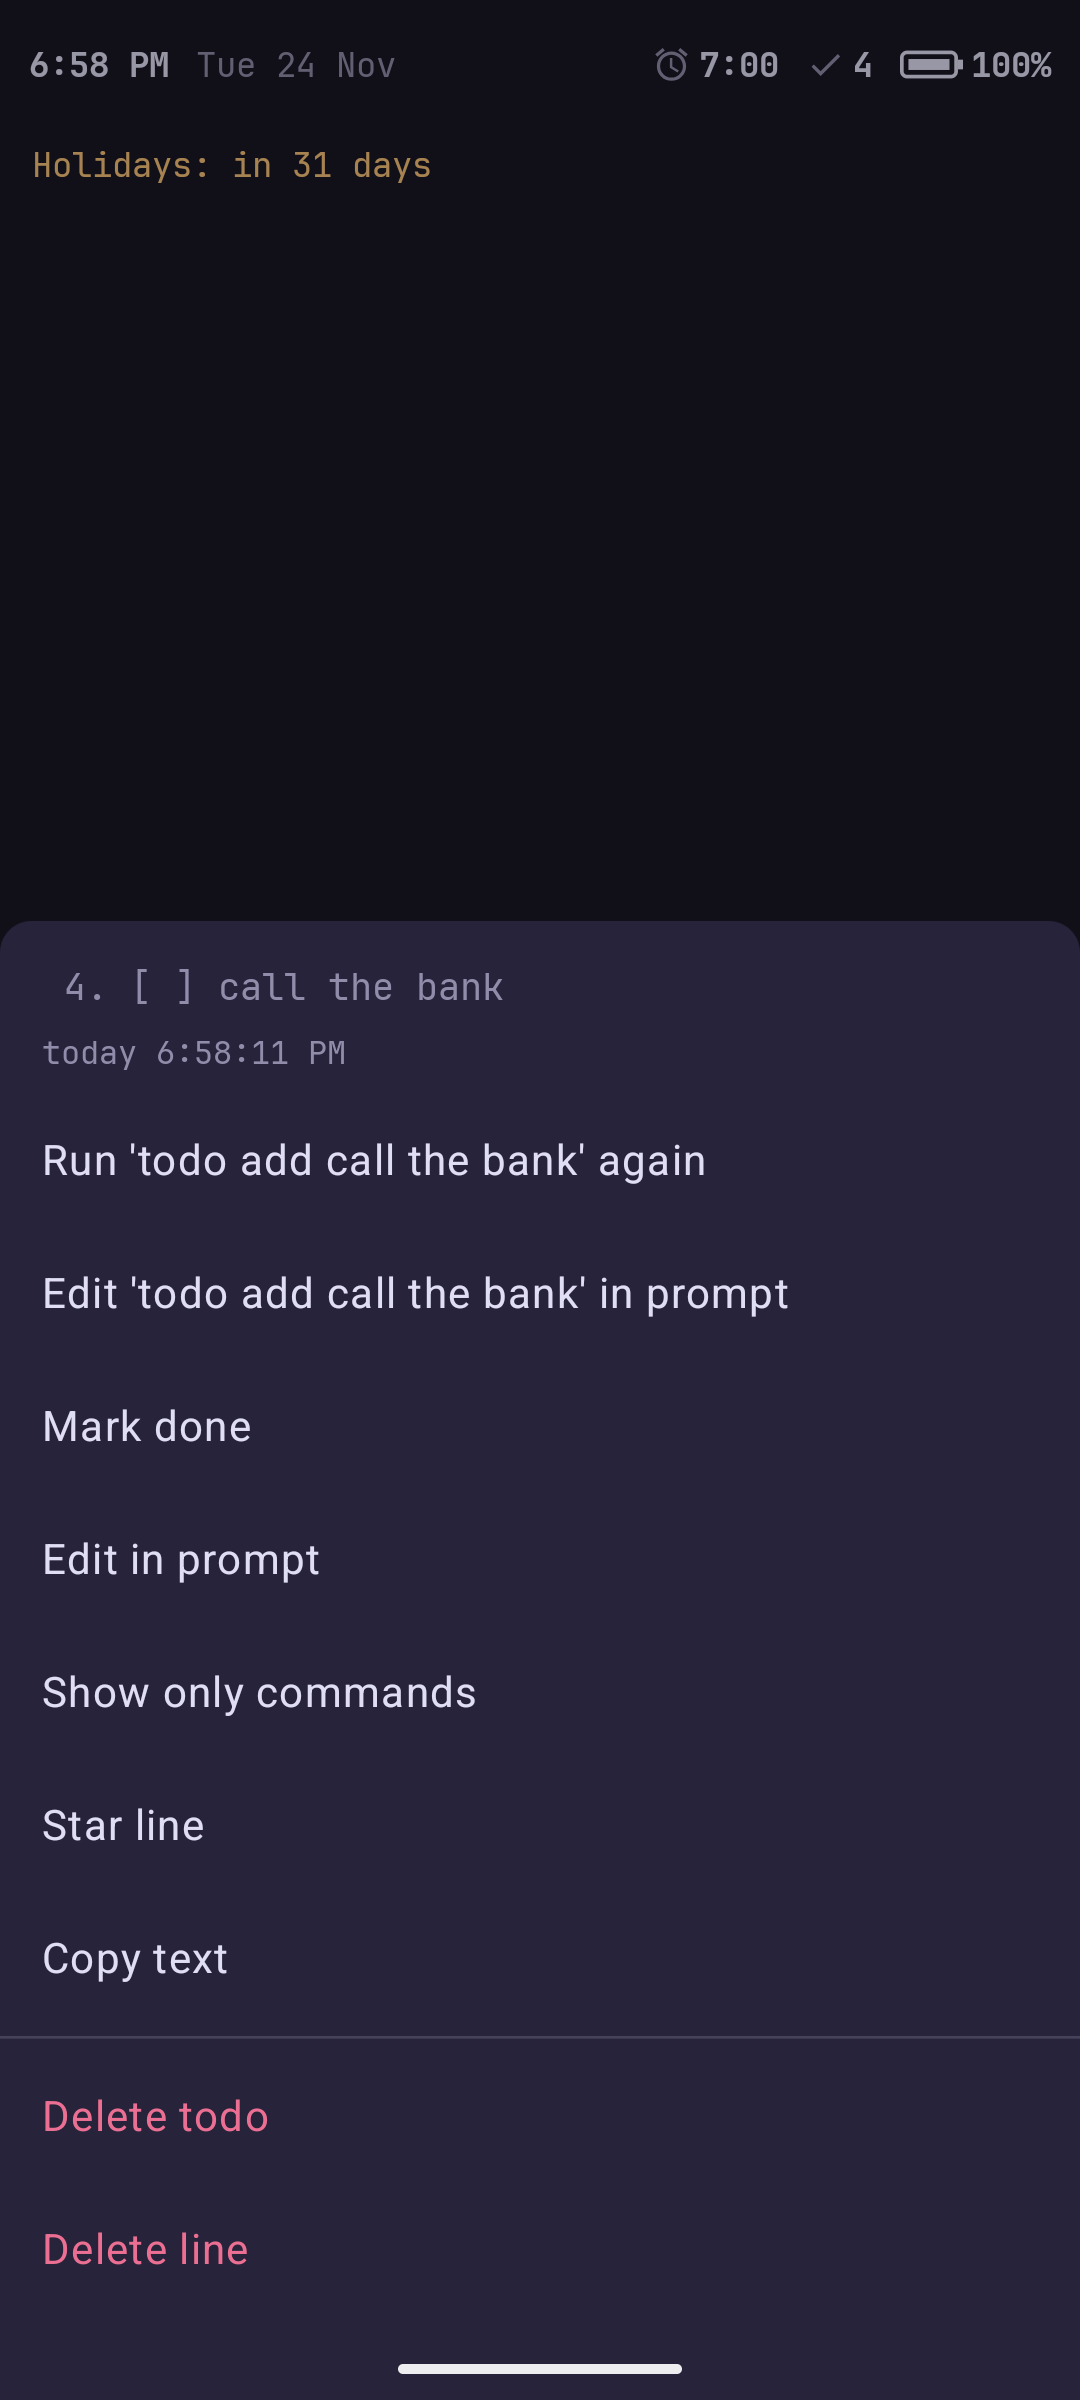 6:58 PM Tue 24 Nov 7:00 4 100%
Holidays: in 31 days
4. [ ] call the bank
today 6:58:11 PM
Run 'todo add call the bank' again
Edit 'todo add call the bank' in prompt
Mark done
Edit in prompt
Show only commands
Star line
Copy text
Delete todo
Delete line